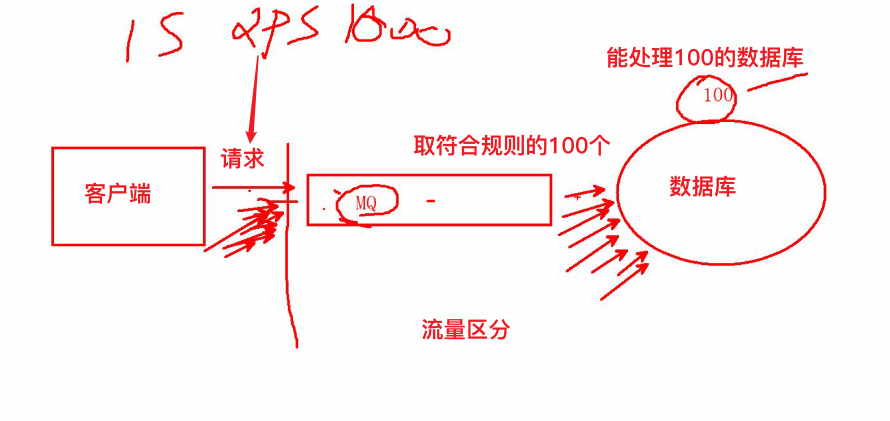 1S QPS 1000
能处理100的数据库
100
请求
取符合规则的100个
客户端
MQ
数据库
流量区分